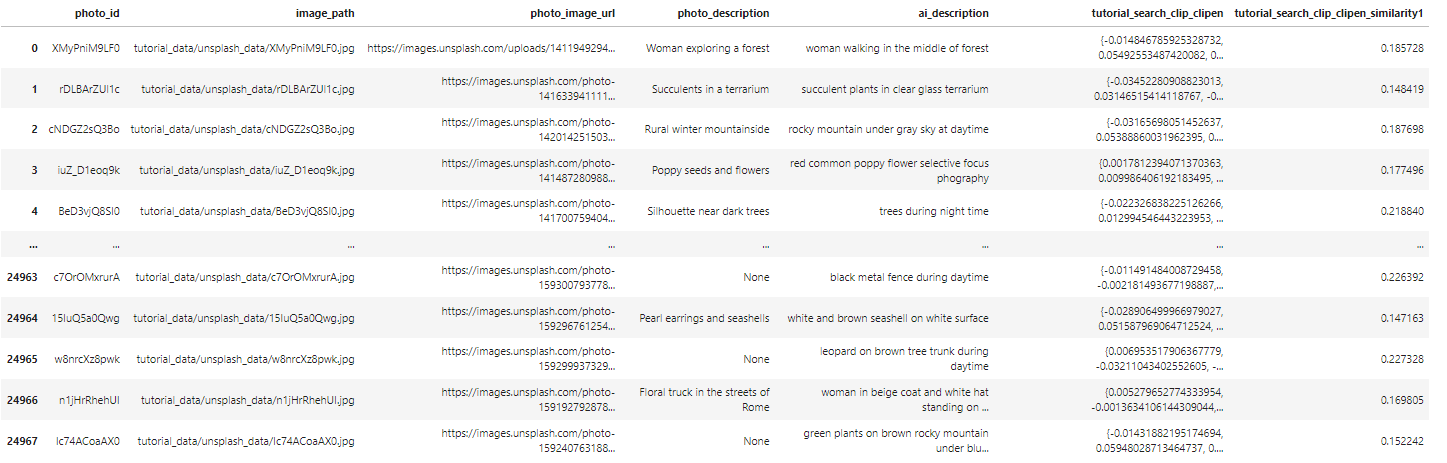 photo_id image_path photo_image_url photo_description ai_description tutorial_search_clip_clipen tutorial_search_clip_clipen_similarity1
0 XMyPniM9LF0 tutorial_data/unsplash_data/XMyPniM9LF0.jpg https://images.unsplash.com/uploads/1411949294... Woman exploring a forest woman walking in the middle of forest {-0.014846785925328732, 0.05492553487420082, 0... 0.185728
1 rDLBArZUl1c tutorial_data/unsplash_data/rDLBArZUl1c.jpg https://images.unsplash.com/photo-141633941111... Succulents in a terrarium succulent plants in clear glass terrarium {-0.03452280908823013, 0.03146515414118767, -0... 0.148419
2 cNDGZ2sQ3Bo tutorial_data/unsplash_data/cNDGZ2sQ3Bo.jpg https://images.unsplash.com/photo-142014251503... Rural winter mountainside rocky mountain under gray sky at daytime {-0.03165698051452637, 0.05388860031962395, 0... 0.187698
3 iuZ_D1eoq9k tutorial_data/unsplash_data/iuZ_D1eoq9k.jpg https://images.unsplash.com/photo-141487280988... Poppy seeds and flowers red common poppy flower selective focus phography {0.0017812394071370363, 0.009986406192183495, ... 0.177496
4 BeD3vjQ8SI0 tutorial_data/unsplash_data/BeD3vjQ8SI0.jpg https://images.unsplash.com/photo-141700759404... Silhouette near dark trees trees during night time {-0.022326838225126266, 0.012994546443223953, ... 0.218840
... ... ... ... ... ... ... ...
24963 c7OrOMxrurA tutorial_data/unsplash_data/c7OrOMxrurA.jpg https://images.unsplash.com/photo-159300793778... None black metal fence during daytime {-0.011491484008729458, -0.002181493677198887,... 0.226392
24964 15IuQ5a0Qwg tutorial_data/unsplash_data/15IuQ5a0Qwg.jpg https://images.unsplash.com/photo-159296761254... Pearl earrings and seashells white and brown seashell on white surface {-0.028906499966979027, 0.051587969064712524, ... 0.147163
24965 w8nrcXz8pwk tutorial_data/unsplash_data/w8nrcXz8pwk.jpg https://images.unsplash.com/photo-159299937329... None leopard on brown tree trunk during daytime {0.006953517906367779, -0.03211043402552605, -... 0.227328
24966 n1jHrRhehUI tutorial_data/unsplash_data/n1jHrRhehUI.jpg https://images.unsplash.com/photo-159192792878... Floral truck in the streets of Rome woman in beige coat and white hat standing on ... {0.005279652774333954, -0.0013634106144309044,... 0.169805
24967 Ic74ACoaAX0 tutorial_data/unsplash_data/Ic74ACoaAX0.jpg https://images.unsplash.com/photo-159240763188... None green plants on brown rocky mountain under blu... {-0.01431882195174694, 0.05948028713464737, 0.... 0.152242